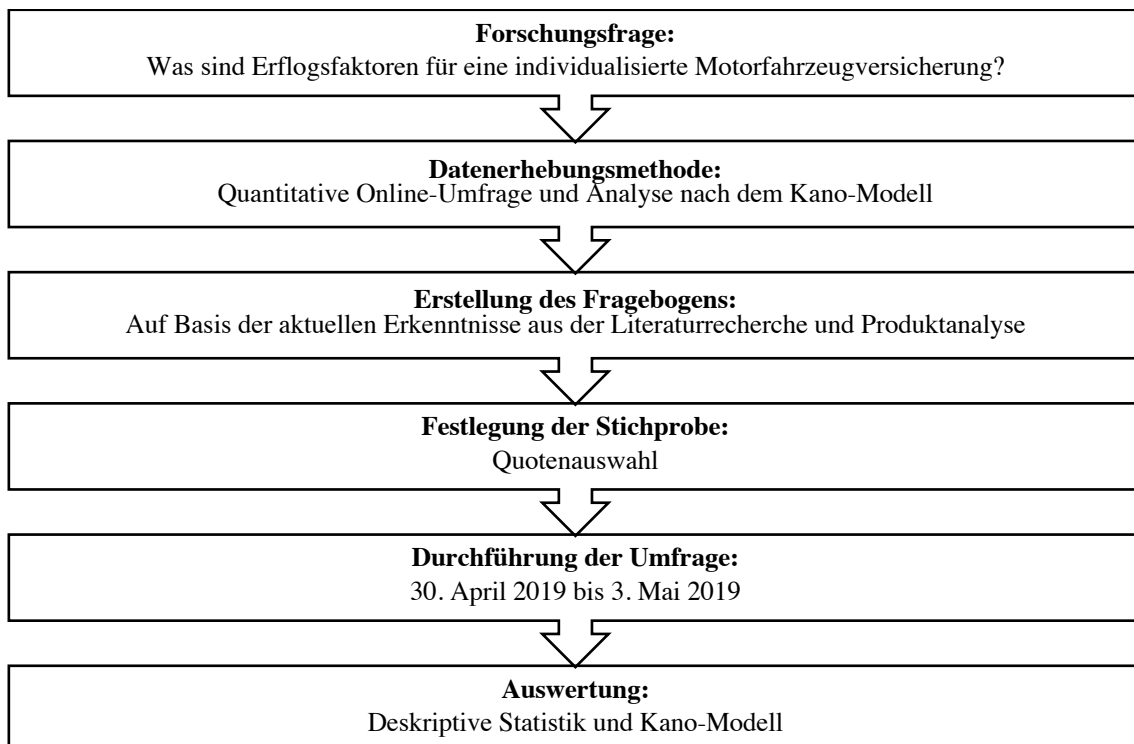 Forschungsfrage:
Was sind Erflogsfaktoren für eine individualisierte Motorfahrzeugversicherung?
Datenerhebungsmethode:
Quantitative Online-Umfrage und Analyse nach dem Kano-Modell
Erstellung des Fragebogens:
Auf Basis der aktuellen Erkenntnisse aus der Literaturrecherche und Produktanalyse
Festlegung der Stichprobe:
Quotenauswahl
Durchführung der Umfrage:
30. April 2019 bis 3. Mai 2019
Auswertung:
Deskriptive Statistik und Kano-Modell